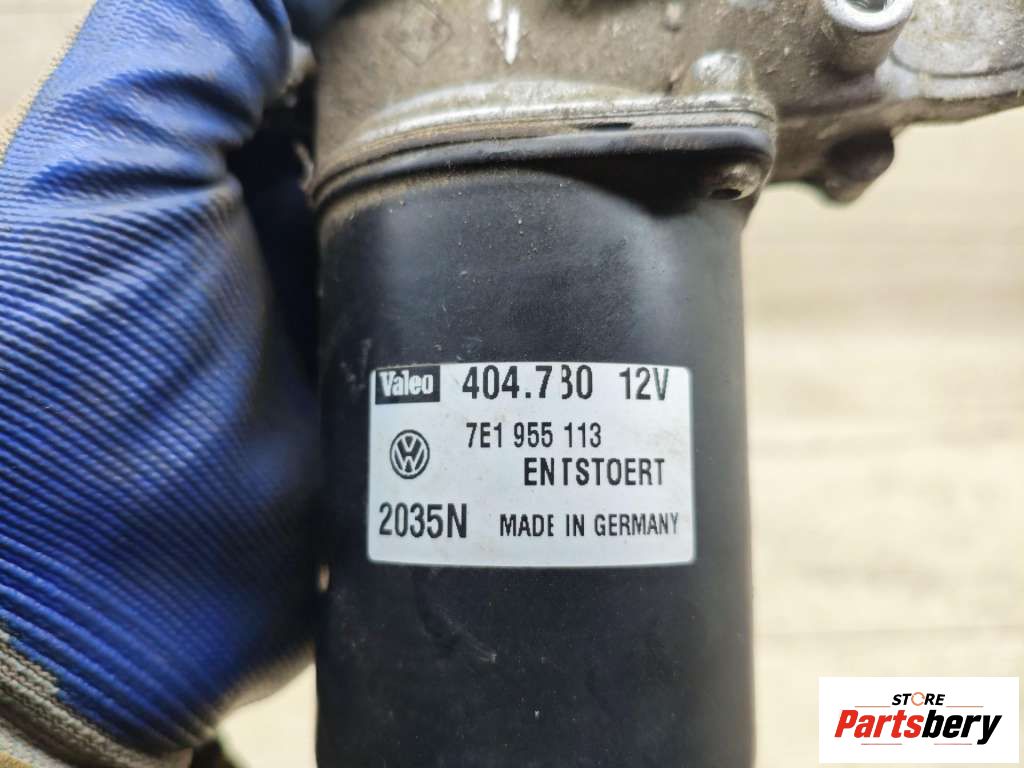 Valeo 404.780 12V
7E1 955 113
ENTSTOERT
2035N MADE IN GERMANY
STORE
Partsbery